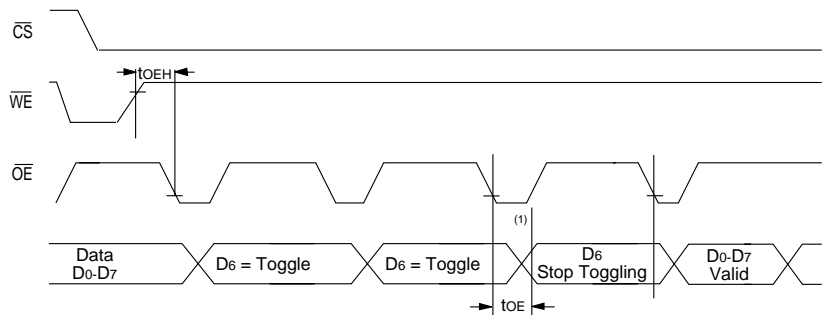 CS
tOEH
WE
OE
(1)
Data
D0-D7
D6 = Toggle
D6 = Toggle
D6
Stop Toggling
D0-D7
Valid
tOE